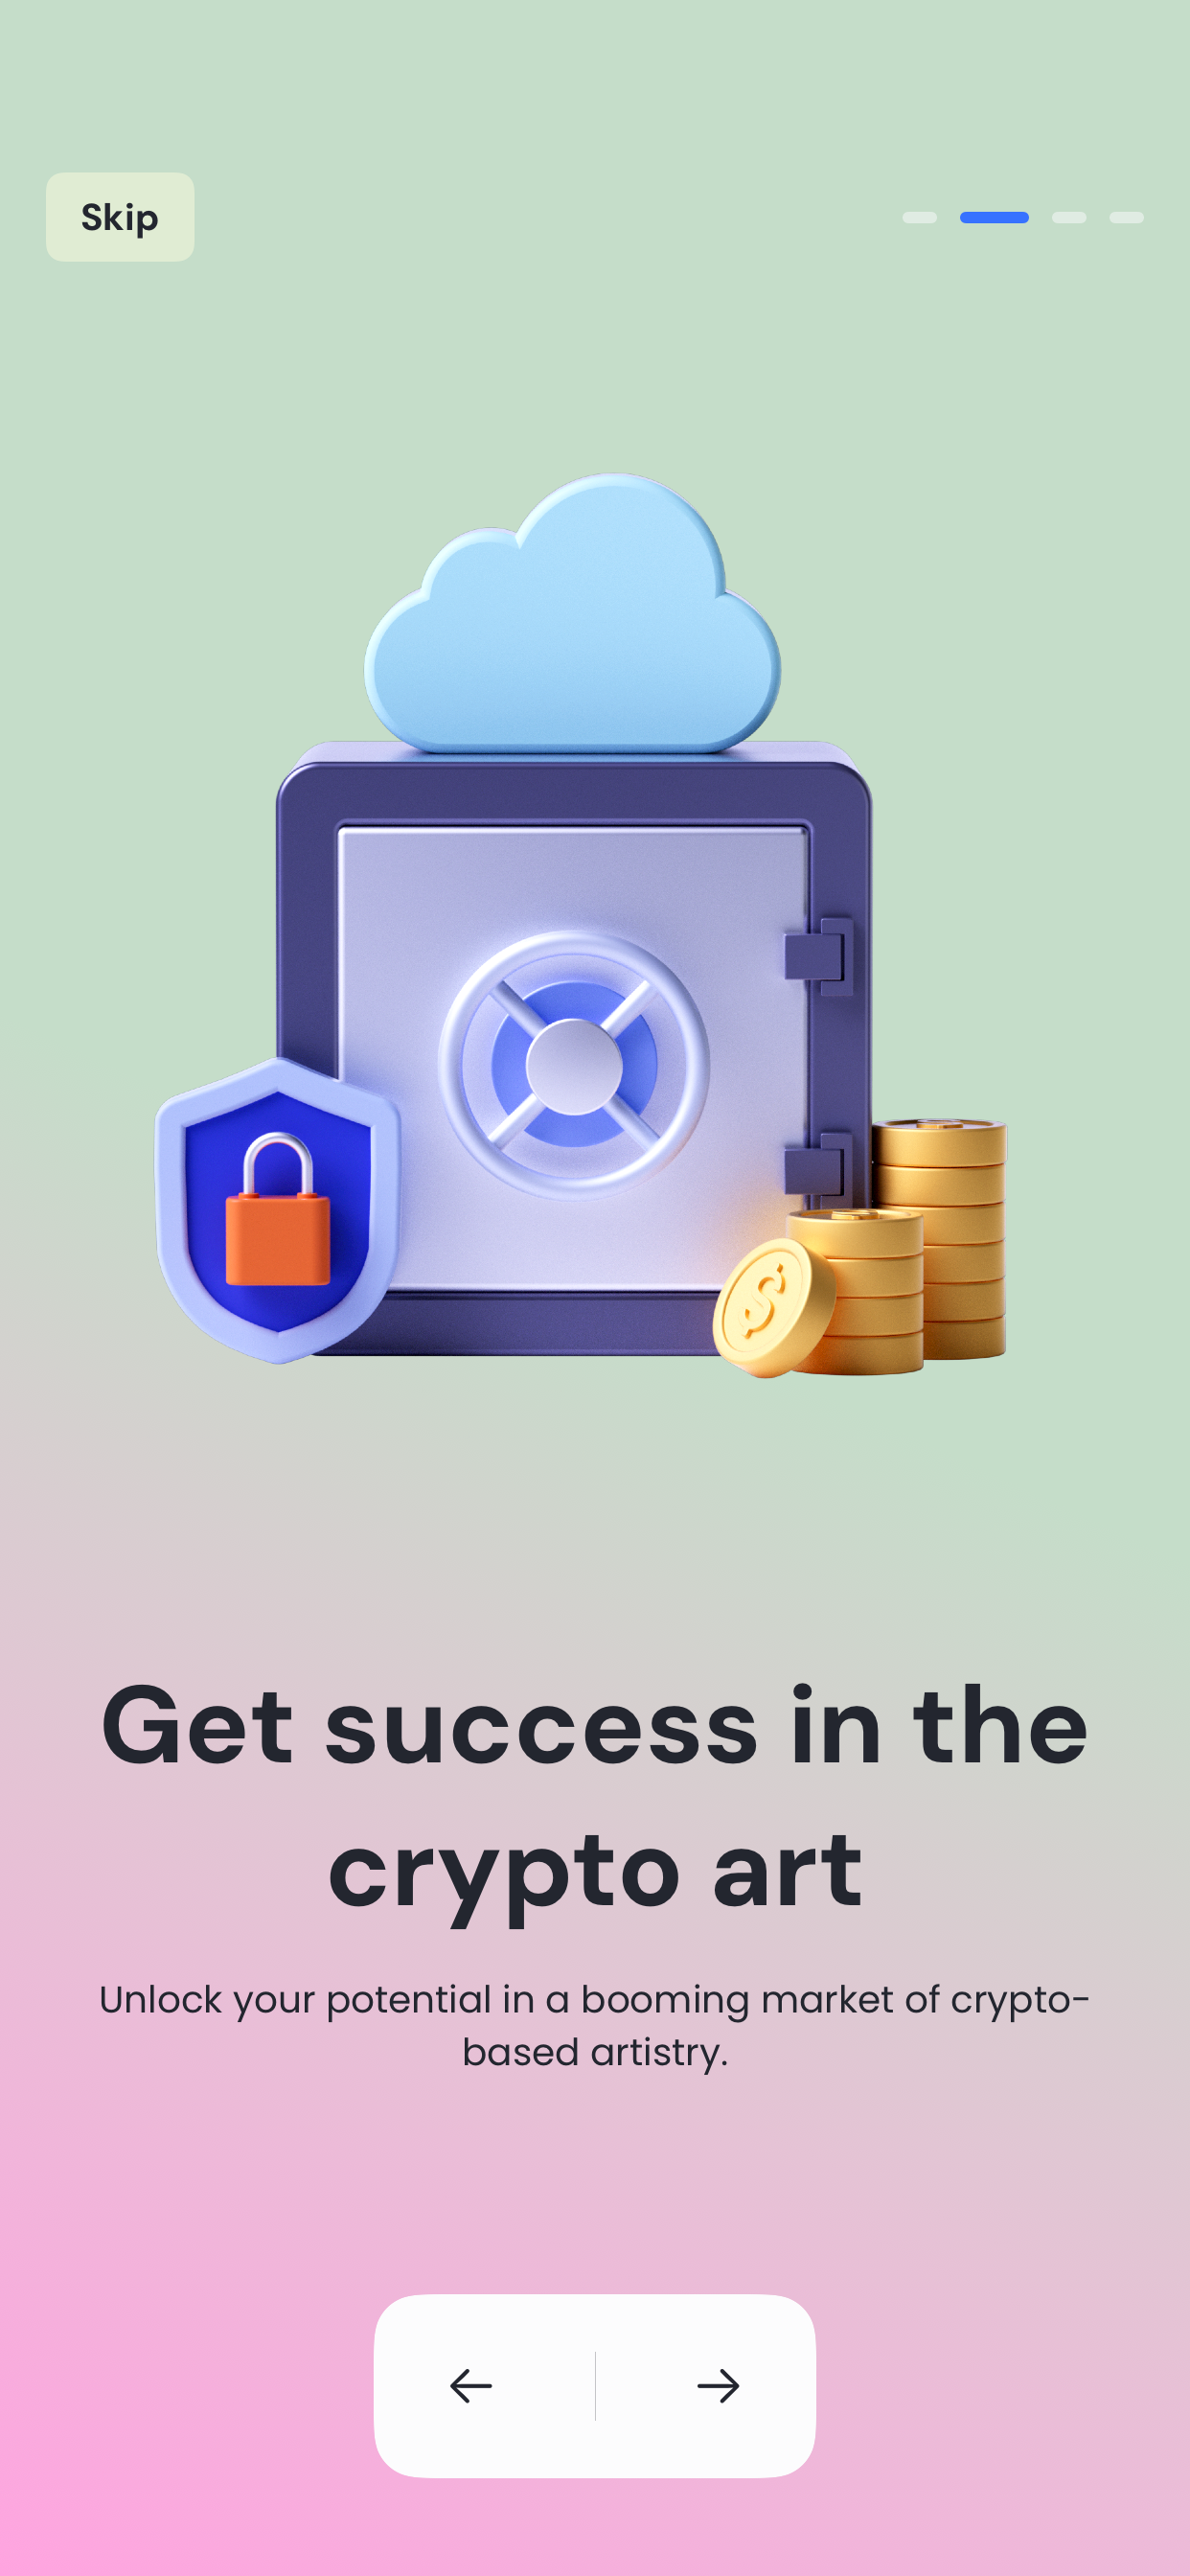 Skip
$
Get success in the
crypto art
Unlock your potential in a booming market of crypto-
based artistry.